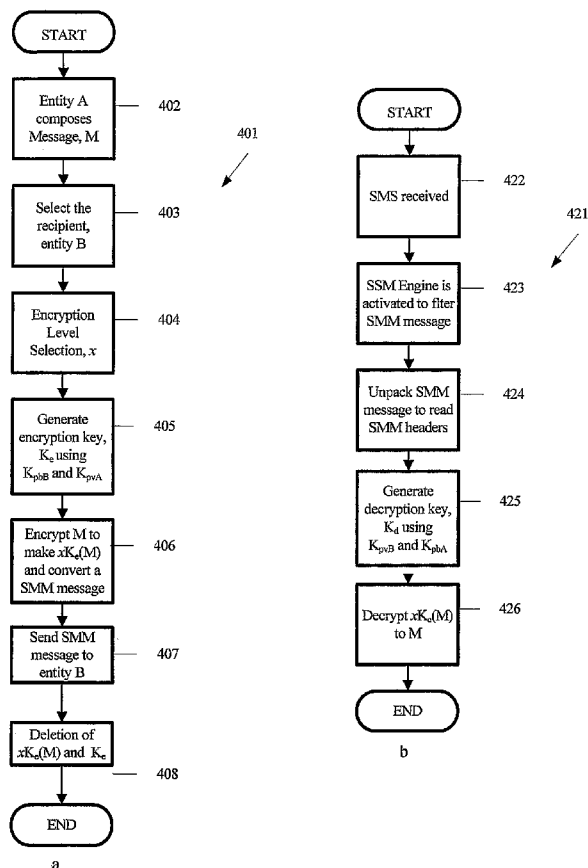 START
Entity A
composes
Message, M
402
401
Select the
recipient,
entity B
403
Encryption
Level
Selection, x
404
Generate
encryption key,
Ke using
KpbB and KpvA
405
Encrypt M to
make xKe(M)
and convert a
SMM message
406
Send SMM
message to
entity B
407
Deletion of
xKe(M) and Ke
408
END
a
START
SMS received
422
421
SSM Engine is
activated to flter
SMM message
423
Unpack SMM
message to read
SMM headers
424
Generate
decryption key,
Kd using
KpvB and KpbA
425
Decrypt xKe(M)
to M
426
END
b